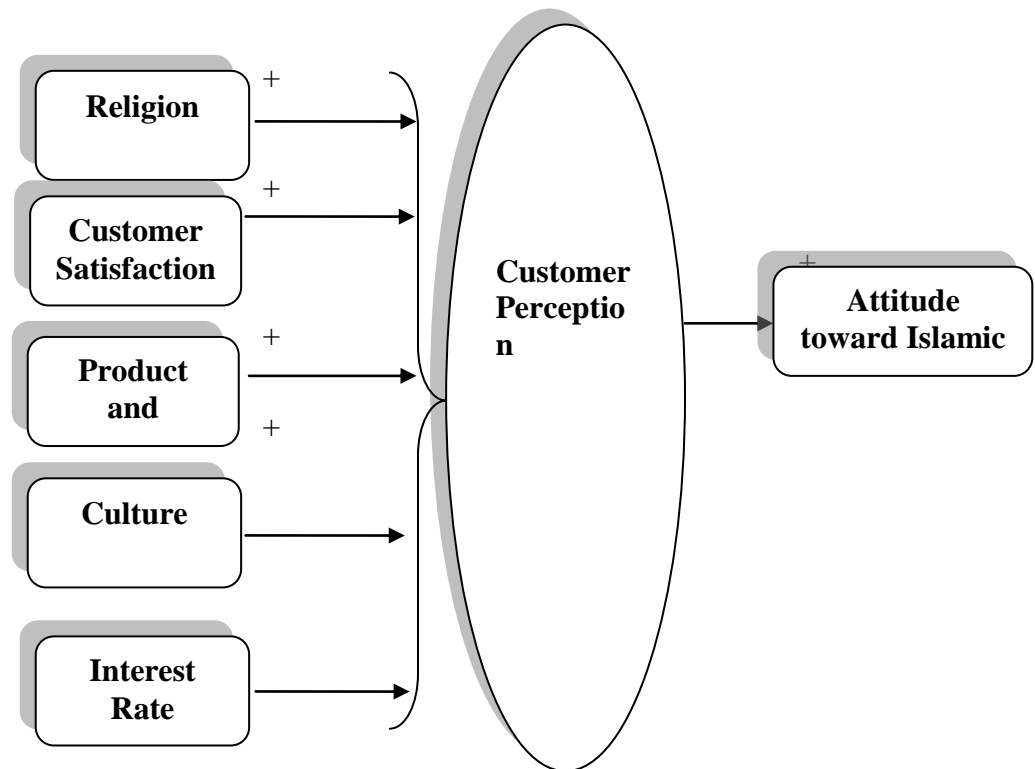 +
Religion
+
Customer
Satisfaction
+
Product
and
+
Culture
Interest
Rate
Customer
Perceptio
n
+
Attitude
toward Islamic